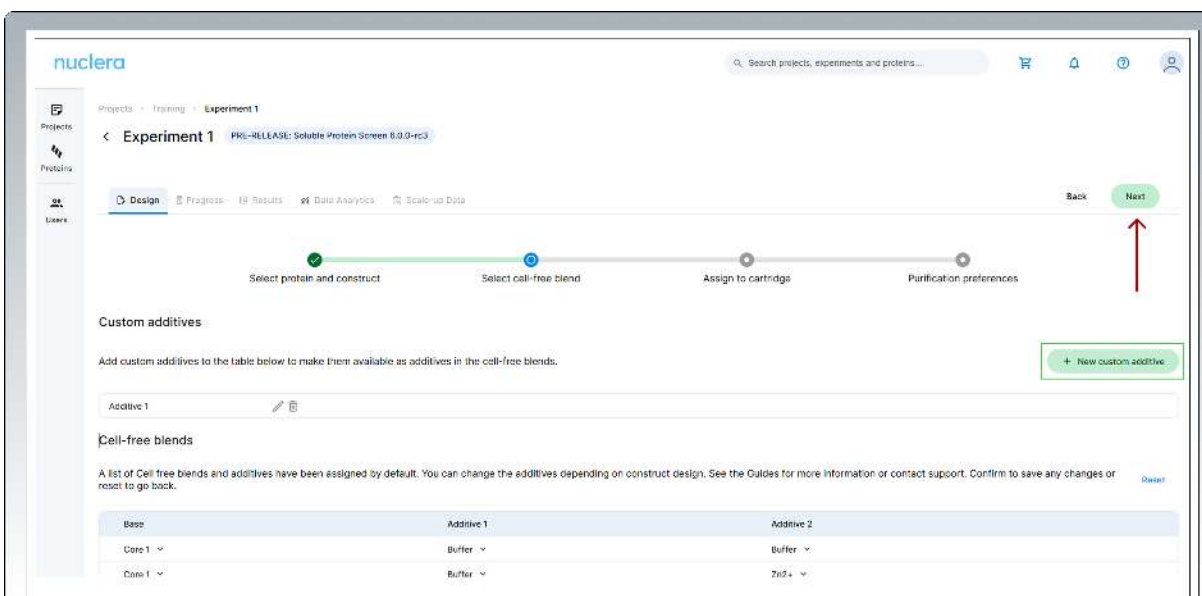 nuclera
Search projects, experiments and proteins...
Projects
Proteins
Users
Projects Training Experiment 1
Experiment 1 PRE-RELEASE: Soluble Protein Screen 8.0.0-rc3
Design Progress Results Data Analytics Scale-up Data
Back Next
Select protein and construct Select cell-free blend Assign to cartridge Purification preferences
Custom additives
Add custom additives to the table below to make them available as additives in the cell-free blends.
+ New custom additive
Additive 1
Cell-free blends
A list of Cell free blends and additives have been assigned by default. You can change the additives depending on construct design. See the Guides for more information or contact support. Confirm to save any changes or
reset to go back.
Reset
Base Additive 1 Additive 2
Core 1 Buffer Buffer
Core 1 Buffer Zn2+